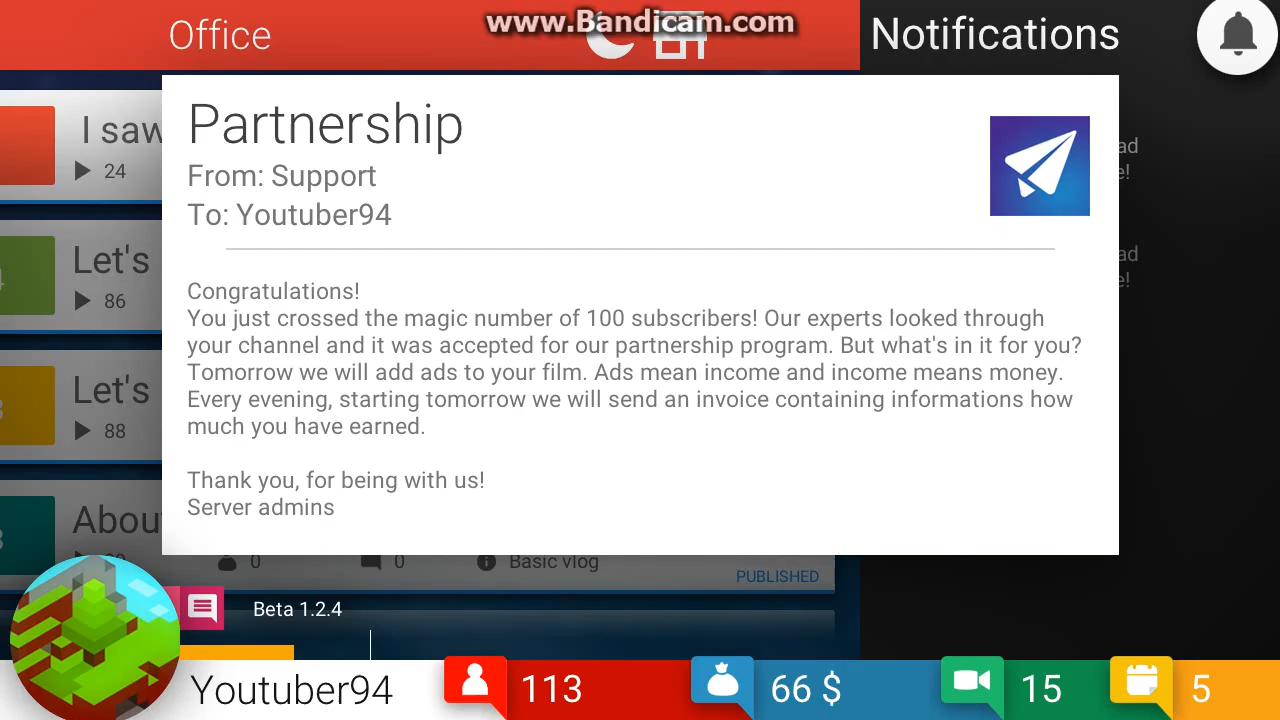 www.Bandicam.com
Office
Notifications
Partnership
From: Support
To: Youtuber94
Congratulations!
You just crossed the magic number of 100 subscribers! Our experts looked through
your channel and it was accepted for our partnership program. But what's in it for you?
Tomorrow we will add ads to your film. Ads mean income and income means money.
Every evening, starting tomorrow we will send an invoice containing informations how
much you have earned.
Thank you, for being with us!
Server admins
I saw
24
Let's
86
Let's
88
About
0
0
Basic vlog
PUBLISHED
ad
e!
ad
e!
Beta 1.2.4
Youtuber94
113
66 $
15
5